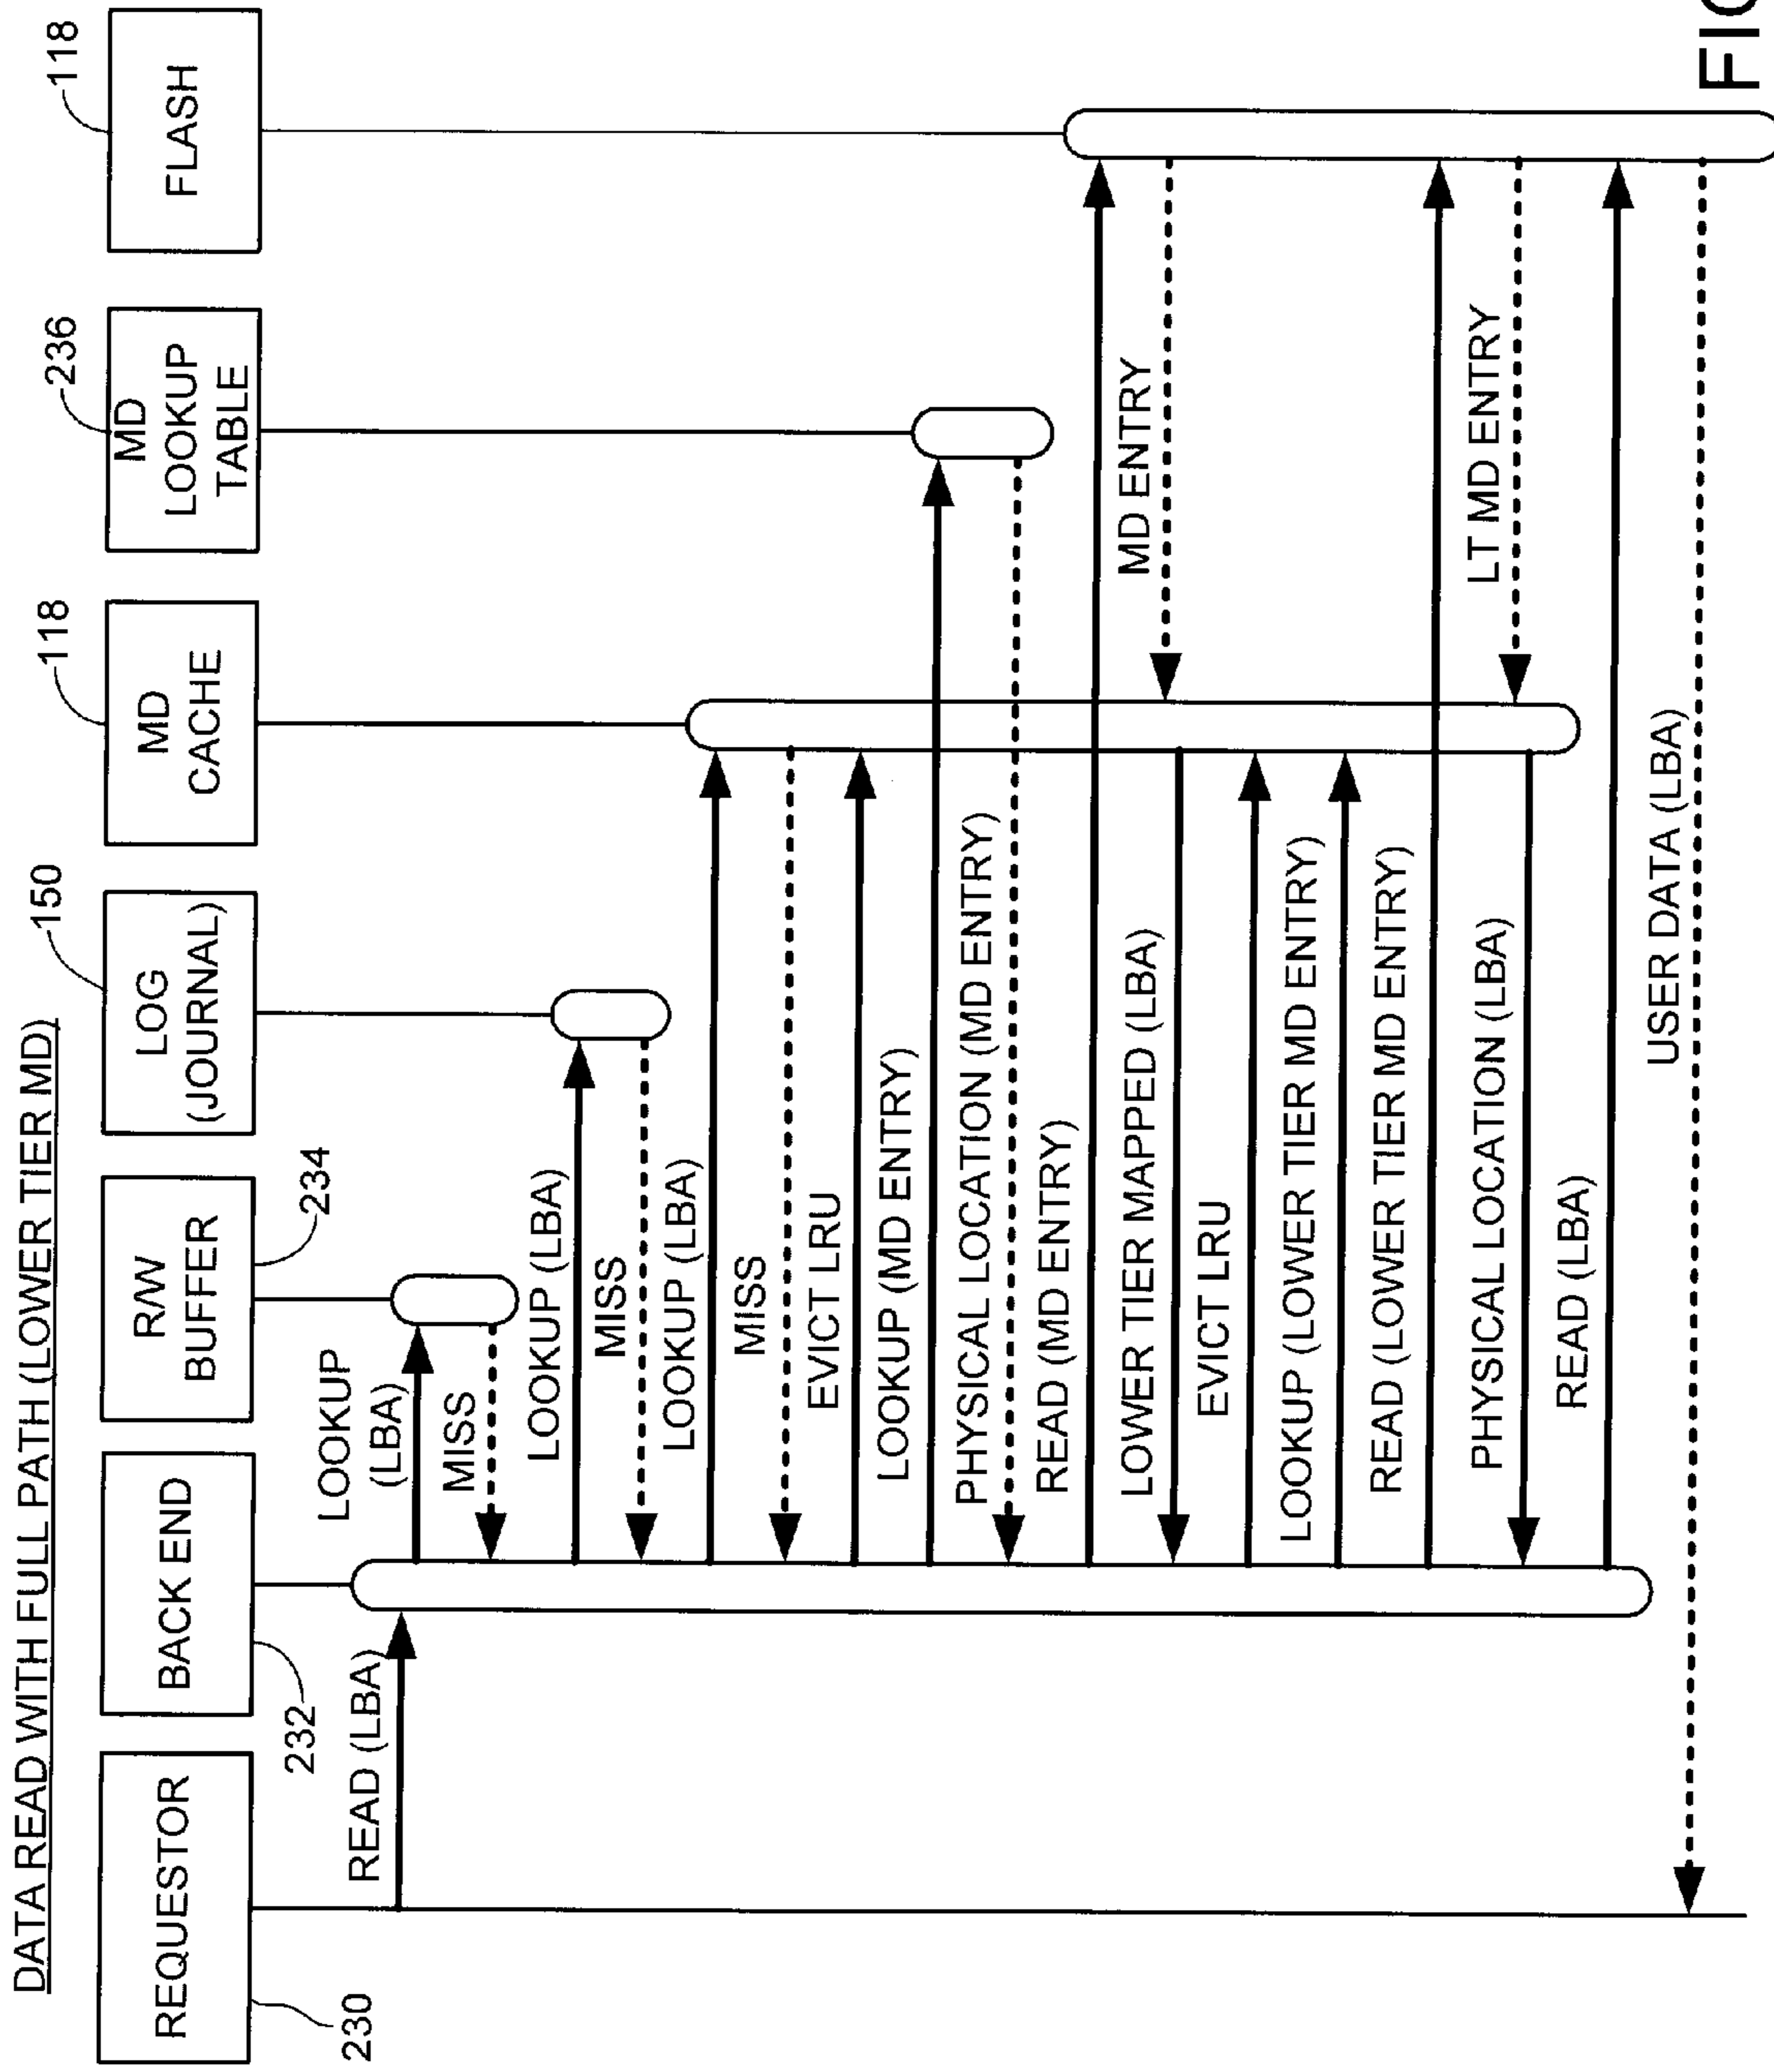 DATA READ WITH FULL PATH (LOWER TIER MD)
REQUESTOR
230
BACK END
232
R/W
BUFFER
234
LOG
(JOURNAL)
150
MD
CACHE
118
MD
LOOKUP
TABLE
236
FLASH
118
READ (LBA)
LOOKUP
(LBA)
MISS
LOOKUP (LBA)
MISS
LOOKUP (LBA)
MISS
EVICT LRU
LOOKUP (MD ENTRY)
PHYSICAL LOCATION (MD ENTRY)
READ (MD ENTRY)
MD ENTRY
LOWER TIER MAPPED (LBA)
EVICT LRU
LOOKUP (LOWER TIER MD ENTRY)
READ (LOWER TIER MD ENTRY)
LT MD ENTRY
PHYSICAL LOCATION (LBA)
READ (LBA)
USER DATA (LBA)